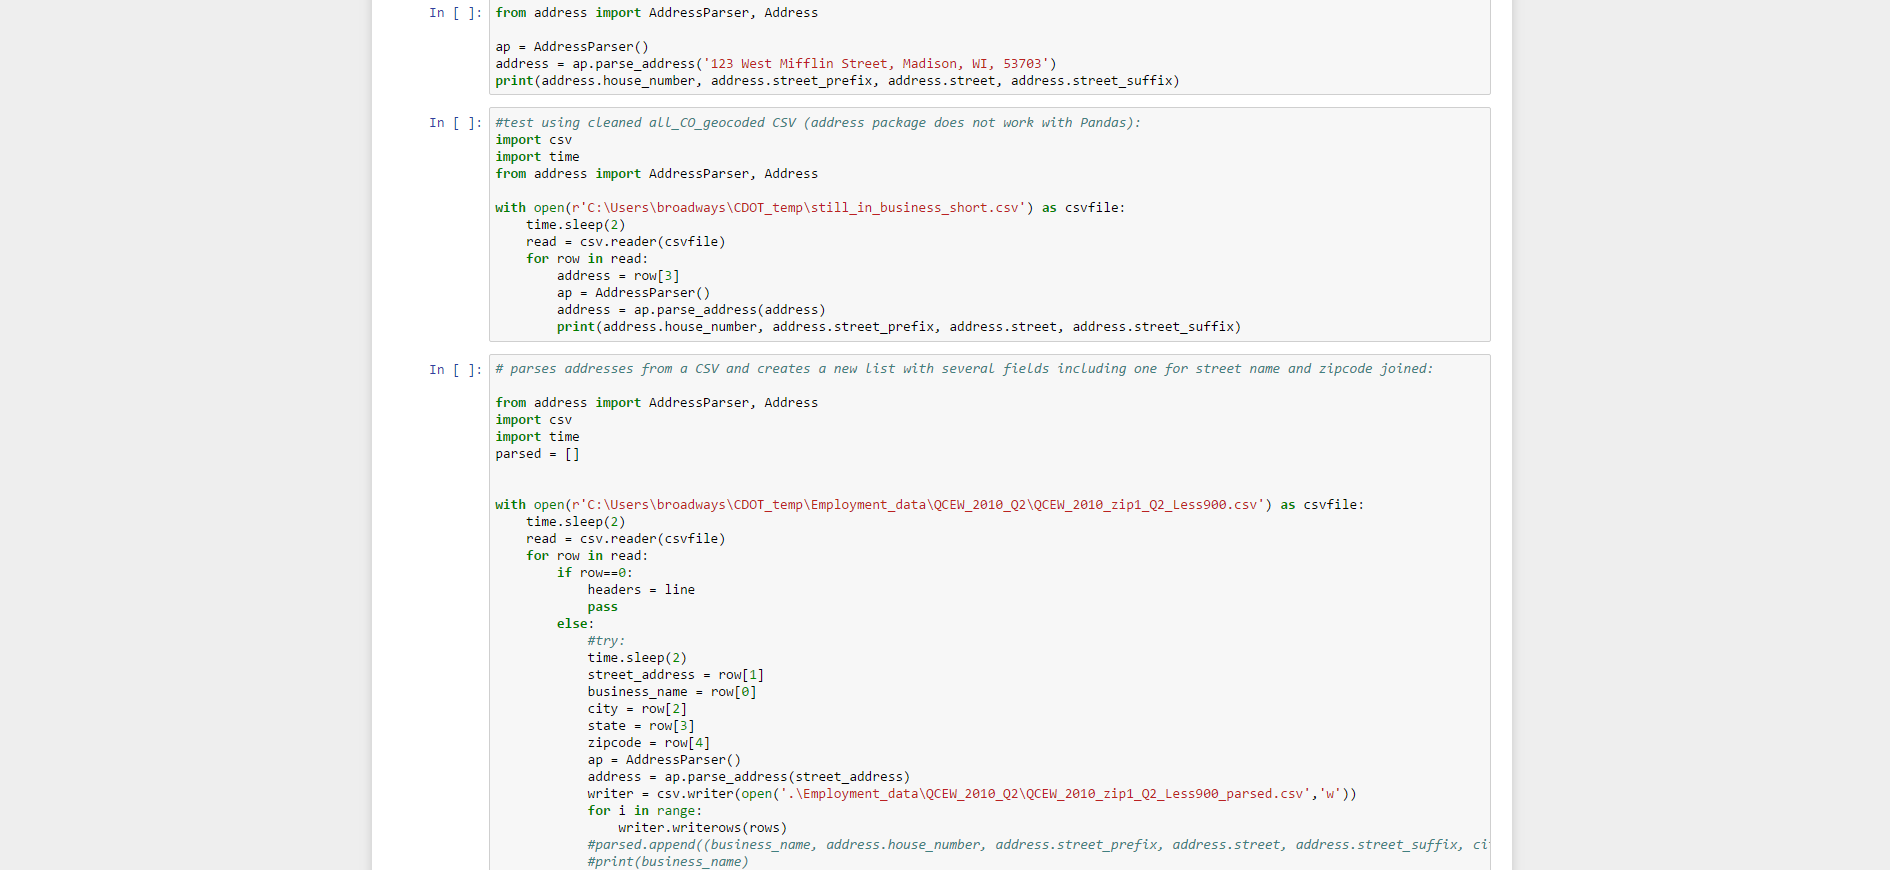 In [ ]: from address import AddressParser, Address
ap = AddressParser()
address = ap.parse_address('123 West Mifflin Street, Madison, WI, 53703')
print(address.house_number, address.street_prefix, address.street, address.street_suffix)
In [ ]: #test using cleaned all_CO_geocoded CSV (address package does not work with Pandas):
import csv
import time
from address import AddressParser, Address
with open(r'C:\Users\broadways\CDOT_temp\still_in_business_short.csv') as csvfile:
    time.sleep(2)
    read = csv.reader(csvfile)
    for row in read:
        address = row[3]
        ap = AddressParser()
        address = ap.parse_address(address)
        print(address.house_number, address.street_prefix, address.street, address.street_suffix)
In [ ]: # parses addresses from a CSV and creates a new list with several fields including one for street name and zipcode joined:
from address import AddressParser, Address
import csv
import time
parsed = []
with open(r'C:\Users\broadways\CDOT_temp\Employment_data\QCEW_2010_Q2\QCEW_2010_zip1_Q2_Less900.csv') as csvfile:
    time.sleep(2)
    read = csv.reader(csvfile)
    for row in read:
        if row==0:
            headers = line
            pass
        else:
            #try:
            time.sleep(2)
            street_address = row[1]
            business_name = row[0]
            city = row[2]
            state = row[3]
            zipcode = row[4]
            ap = AddressParser()
            address = ap.parse_address(street_address)
            writer = csv.writer(open('.\Employment_data\QCEW_2010_Q2\QCEW_2010_zip1_Q2_Less900_parsed.csv','w'))
            for i in range:
                writer.writerows(rows)
            #parsed.append((business_name, address.house_number, address.street_prefix, address.street, address.street_suffix, ci
            #print(business_name)